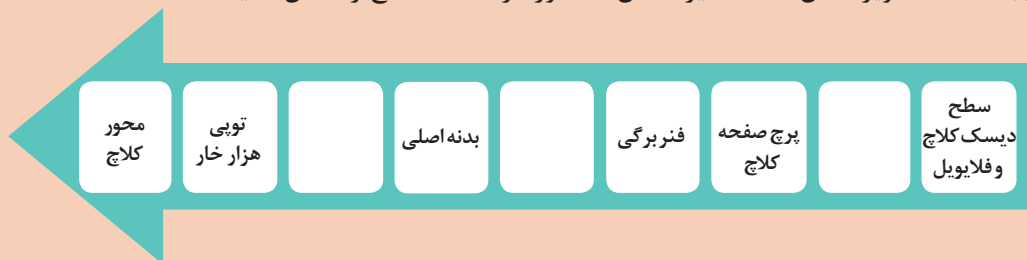 سطح
دیسک کلاچ
و فلایویل
پرچ صفحه
کلاچ
فنر برگی
بدنه اصلی
توپی
هزار خار
محور
کلاچ